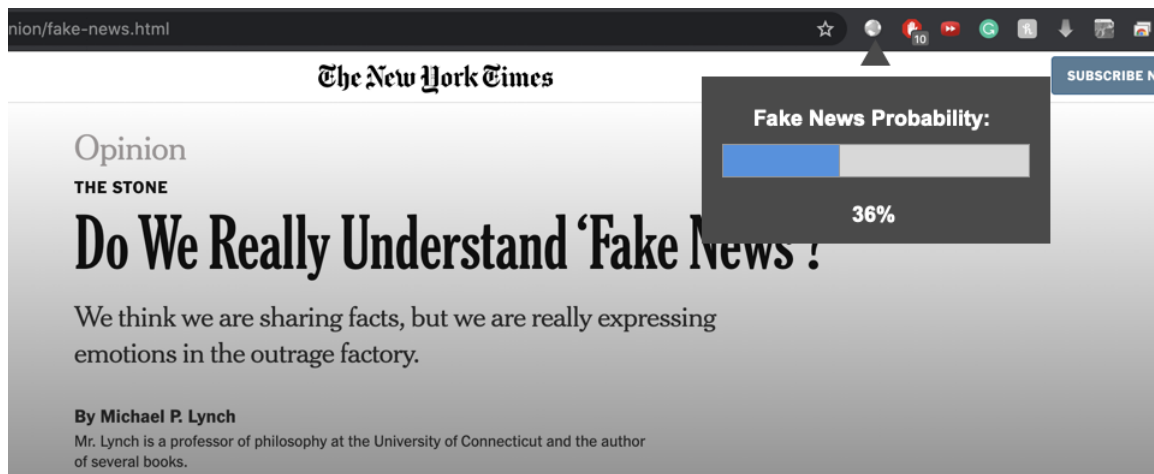 nion/fake-news.html
10
The New York Times
SUBSCRIBE N
Fake News Probability:
36%
Opinion
THE STONE
Do We Really Understand ‘Fake News’?
We think we are sharing facts, but we are really expressing
emotions in the outrage factory.
By Michael P. Lynch
Mr. Lynch is a professor of philosophy at the University of Connecticut and the author
of several books.